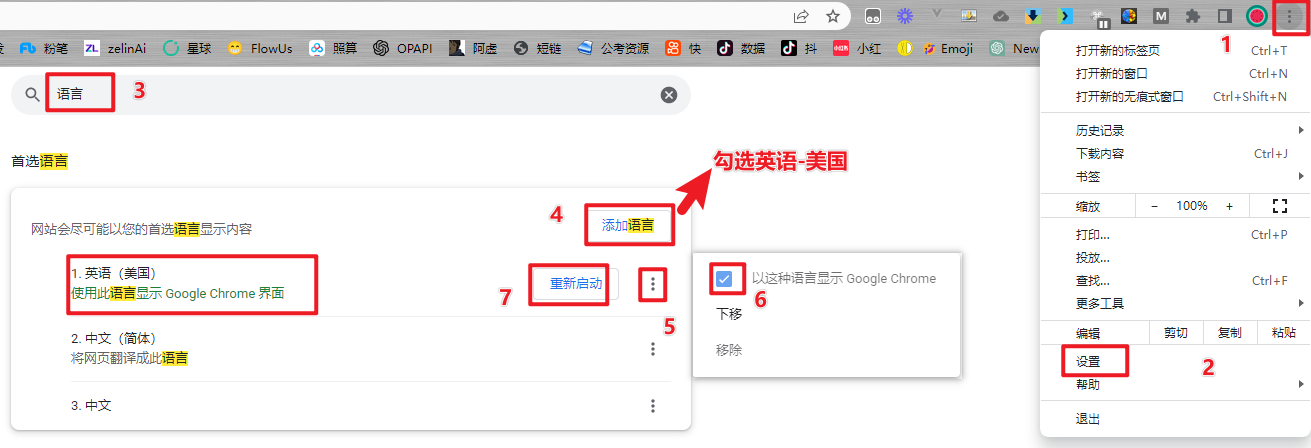 1
发
粉笔
ZL
zelinAi
星球
FlowUs
照算
OPAPI
阿虚
短链
公考资源
快
数据
抖
小红书
小红
Emoji
New
M
语言
3
首选语言
勾选英语-美国
4
添加语言
网站会尽可能以您的首选语言显示内容
1. 英语（美国）
使用此语言显示 Google Chrome 界面
7
重新启动
5
2. 中文（简体）
将网页翻译成此语言
3. 中文
以这种语言显示 Google Chrome
6
下移
移除
打开新的标签页 Ctrl+T
打开新的窗口 Ctrl+N
打开新的无痕式窗口 Ctrl+Shift+N
历史记录
下载内容 Ctrl+J
书签
缩放 − 100% +
打印... Ctrl+P
投放...
查找... Ctrl+F
更多工具
编辑 剪切 复制 粘贴
设置
2
帮助
退出